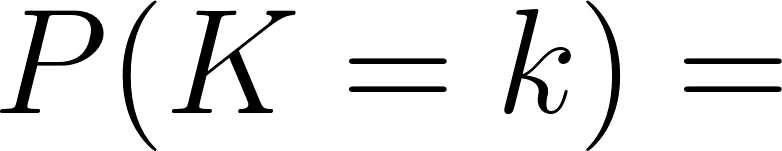 P(K = k) =